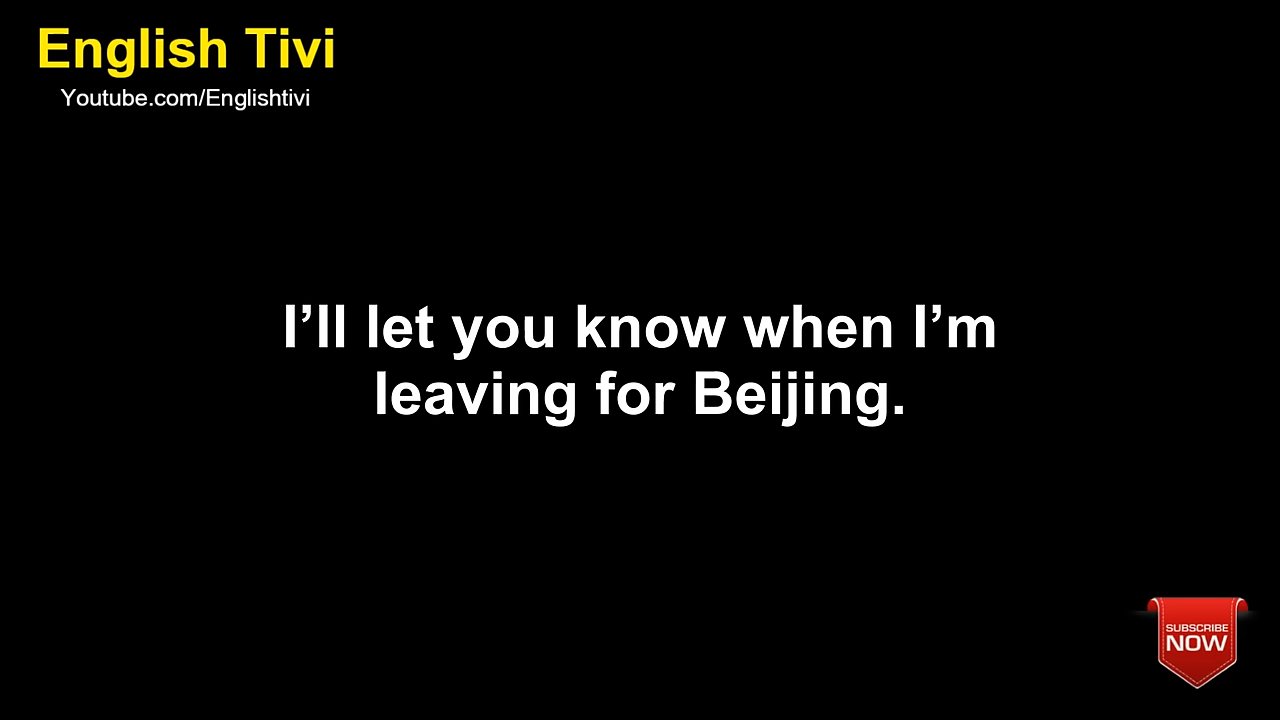 English Tivi
Youtube.com/Englishtivi
I’ll let you know when I’m
leaving for Beijing.
SUBSCRIBE
NOW